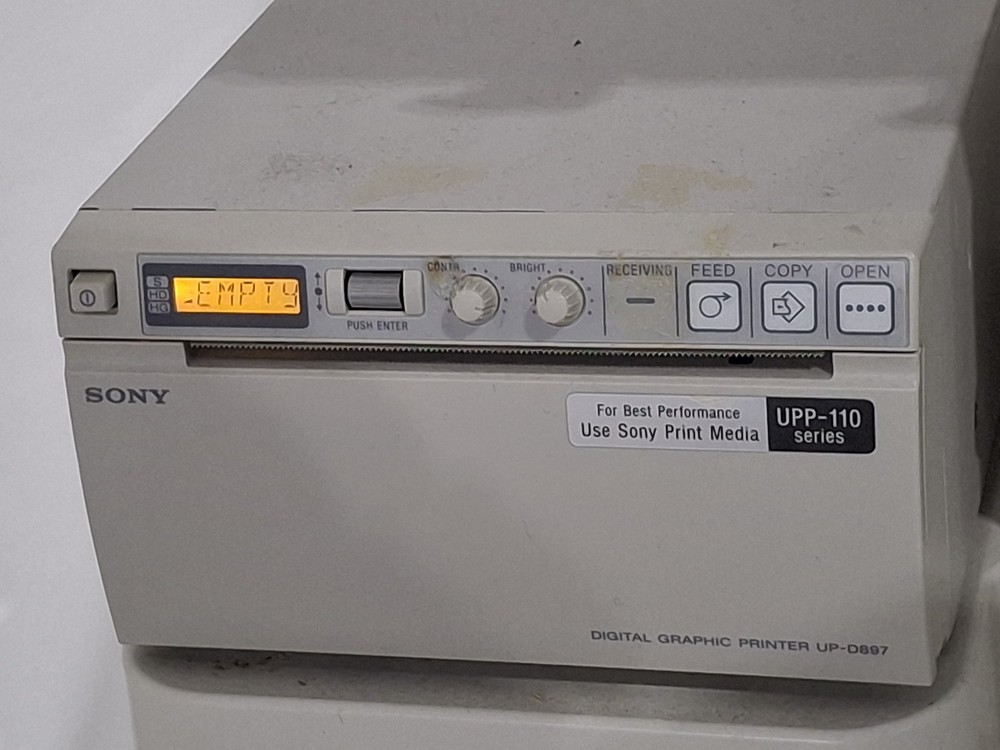 S
HD
HG
EMPTY
PUSH ENTER
CONTR.
BRIGHT.
RECEIVING
FEED
COPY
OPEN
SONY
For Best Performance
Use Sony Print Media
UPP-110
series
DIGITAL GRAPHIC PRINTER UP-D897